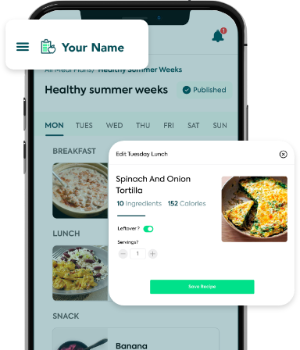 Your Name
All Meal Plans/ Healthy Summer Weeks
Healthy summer weeks
Published
MON TUES WED THU FRI SAT SUN
BREAKFAST
Edit Tuesday Lunch
Spinach And Onion
Tortilla
10 Ingredients 152 Calories
Leftover?
Servings?
1
Save Recipe
LUNCH
SNACK
Banana